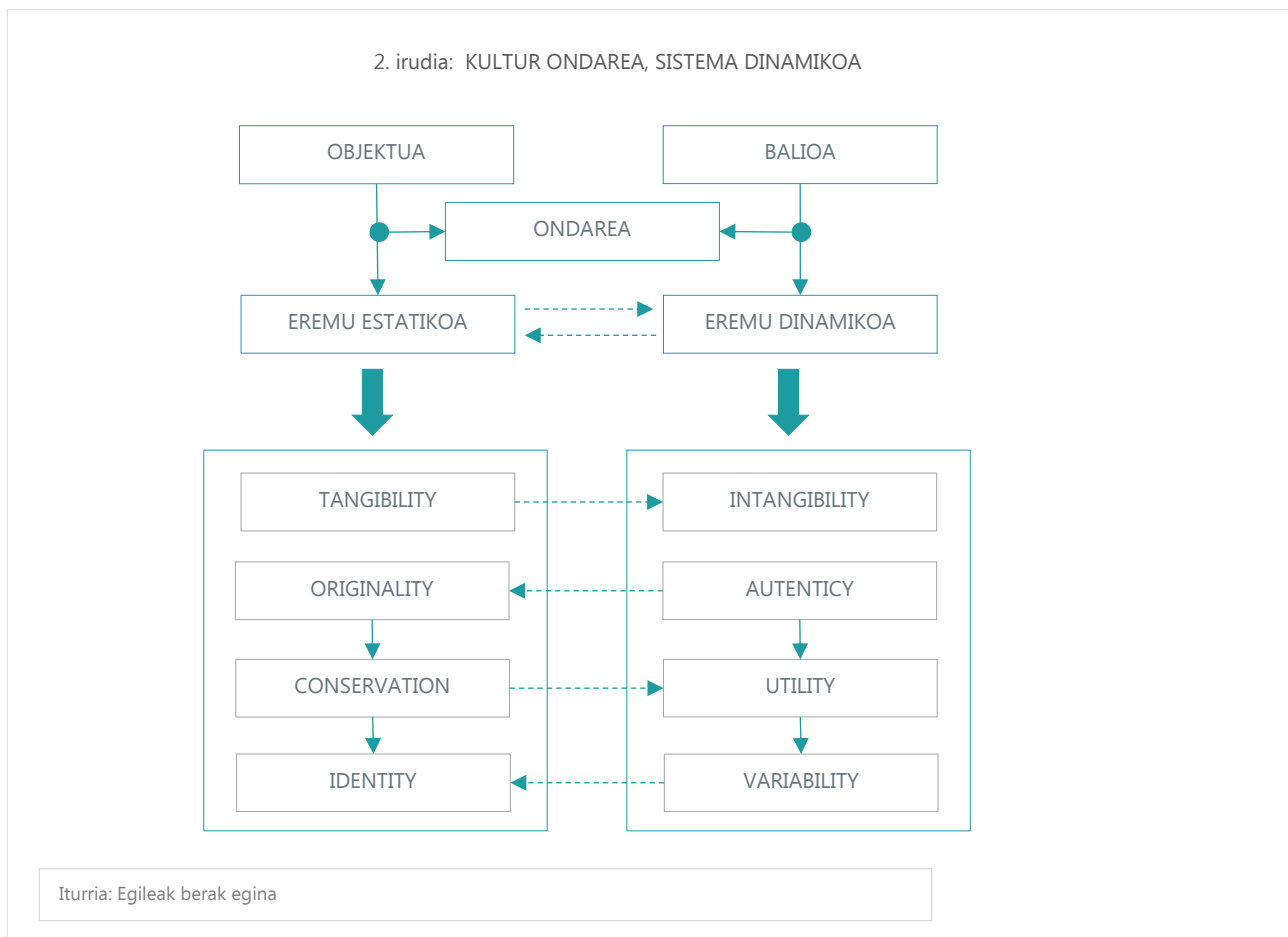 2. irudia: KULTUR ONDAREA, SISTEMA DINAMIKOA
OBJEKTUA
BALIOA
ONDAREA
EREMU ESTATIKOA
EREMU DINAMIKOA
TANGIBILITY
INTANGIBILITY
ORIGINALITY
AUTENTICY
CONSERVATION
UTILITY
IDENTITY
VARIABILITY
Iturria: Egileak berak egina